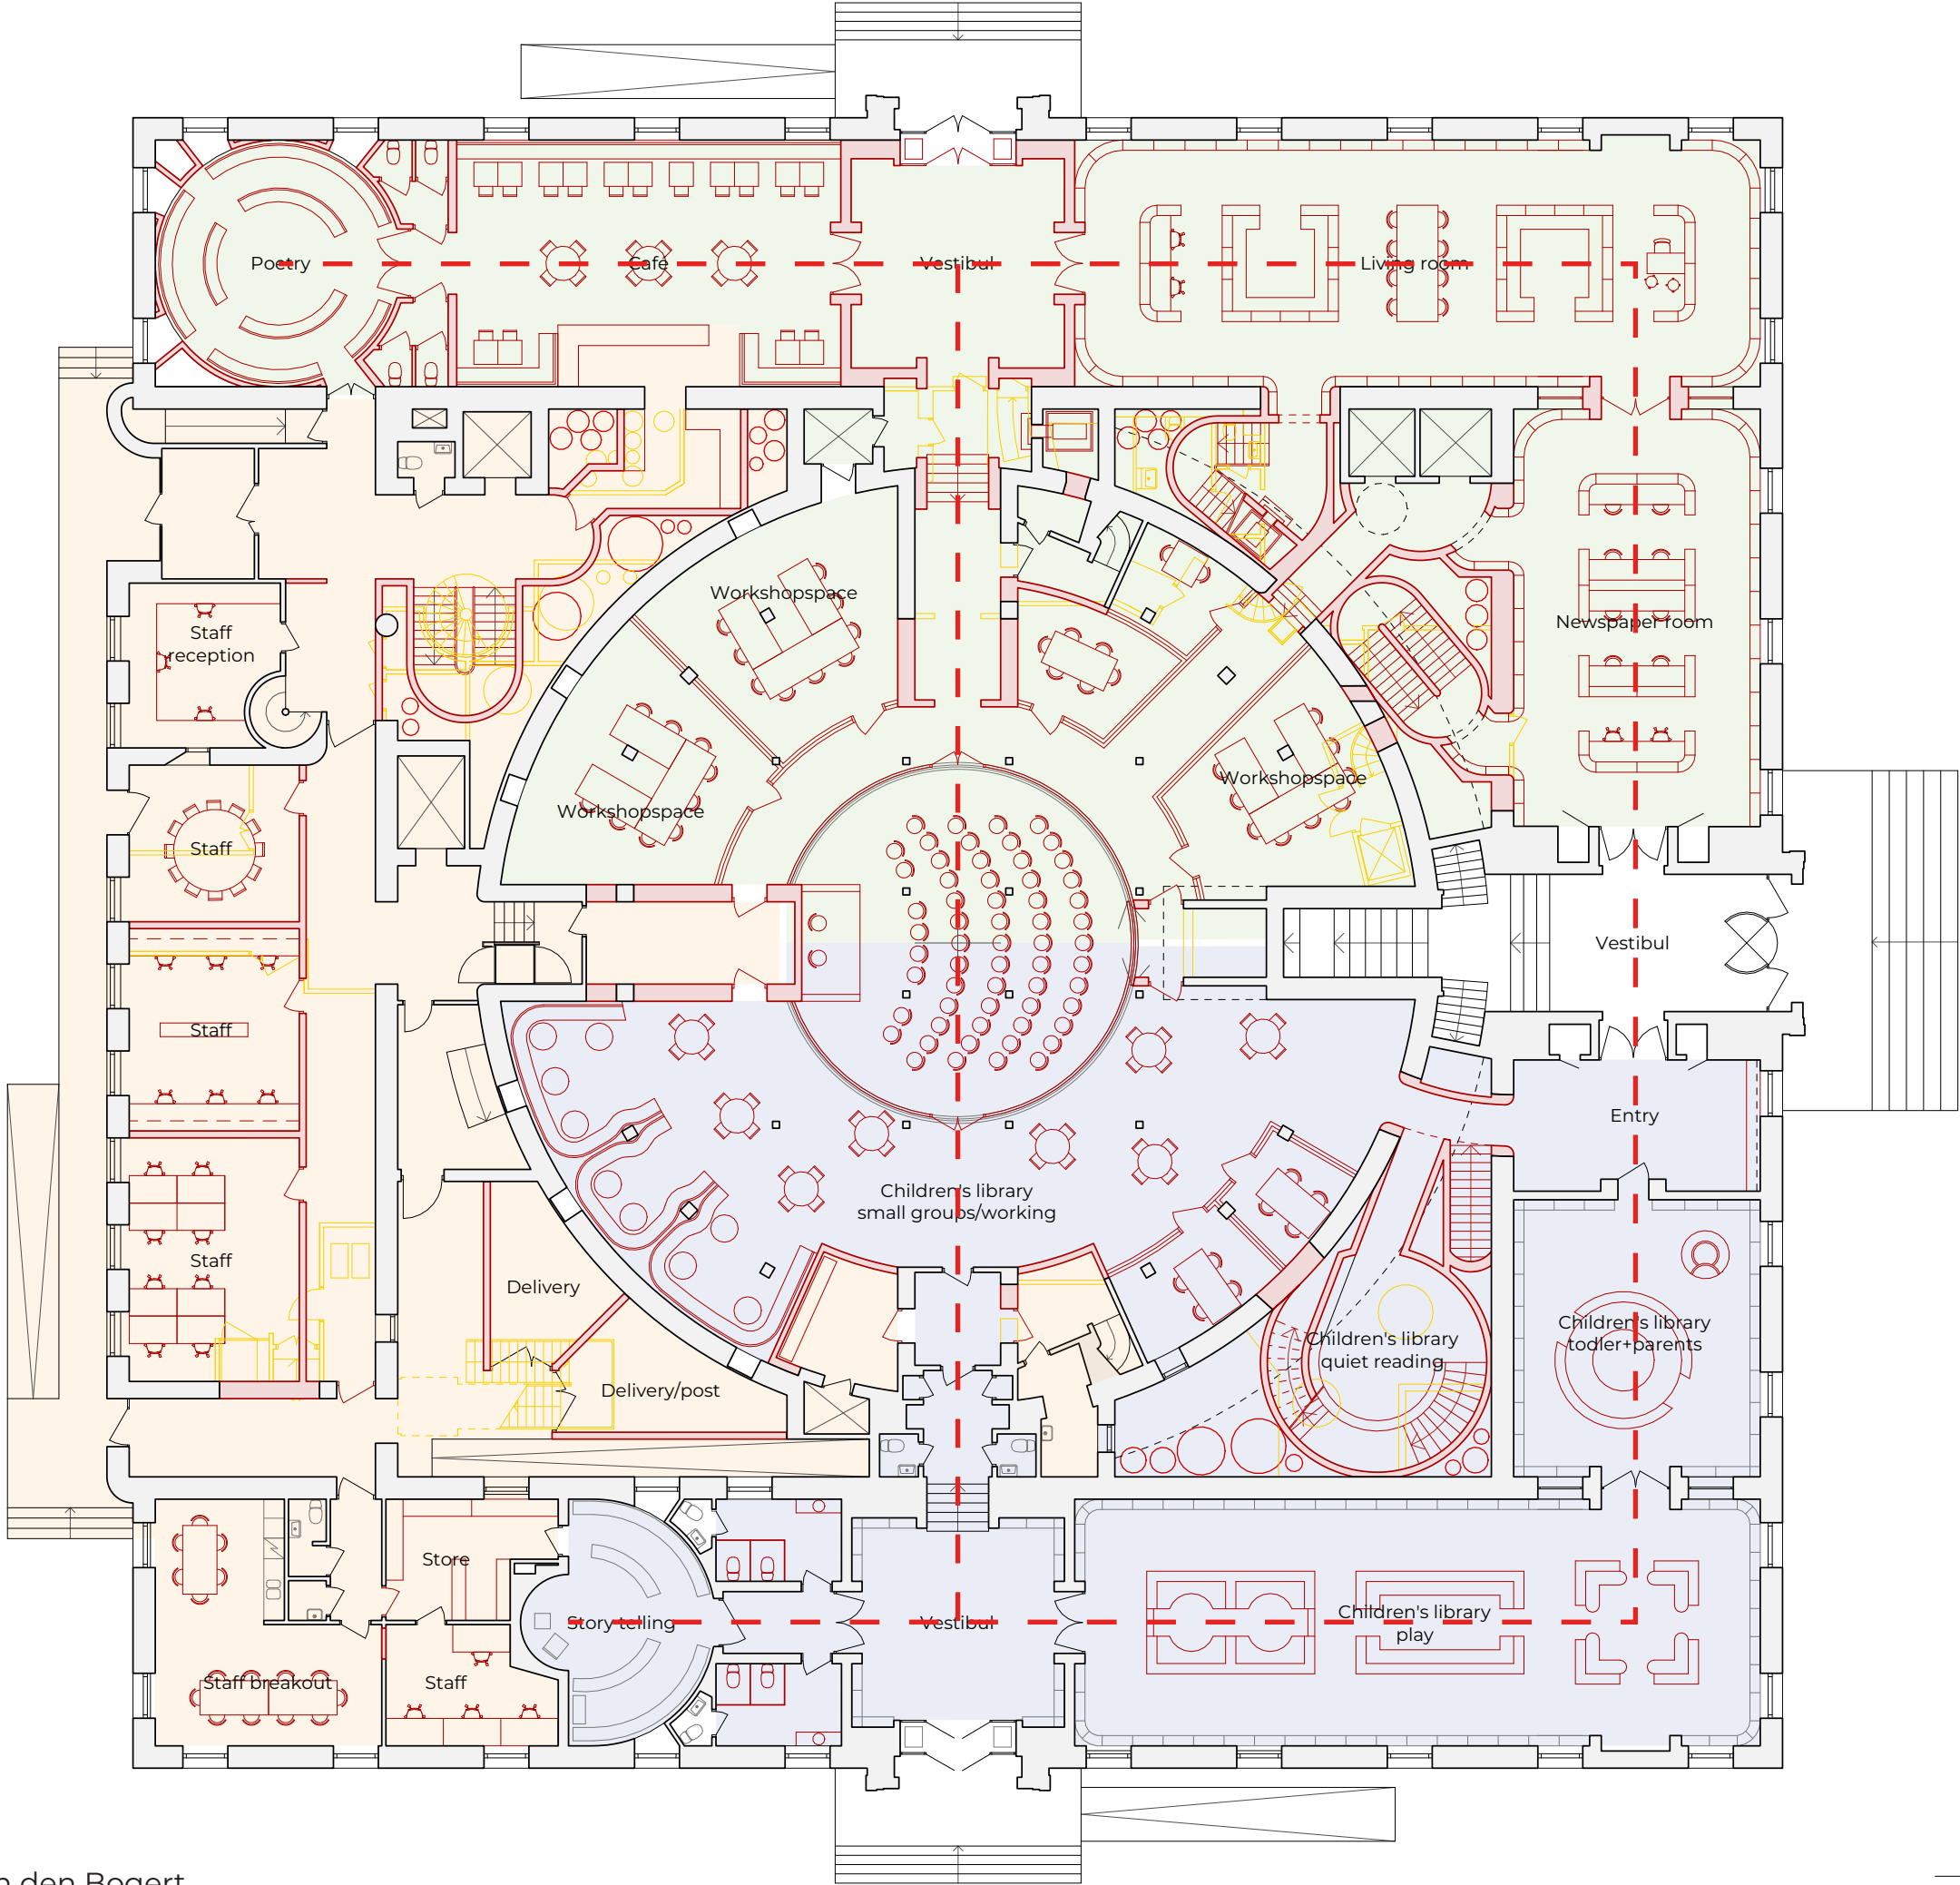 Poetry
Café
Vestibul
Living room
Workshopspace
Staff
reception
Newspaper room
Workshopspace
Workshopspace
Staff
Vestibul
Staff
Entry
Children's library
small groups/working
Staff
Delivery
Children's library
todler+parents
Children's library
quiet reading
Delivery/post
Store
Story telling
Vestibul
Children's library
play
Staff breakout
Staff
n den Bogert